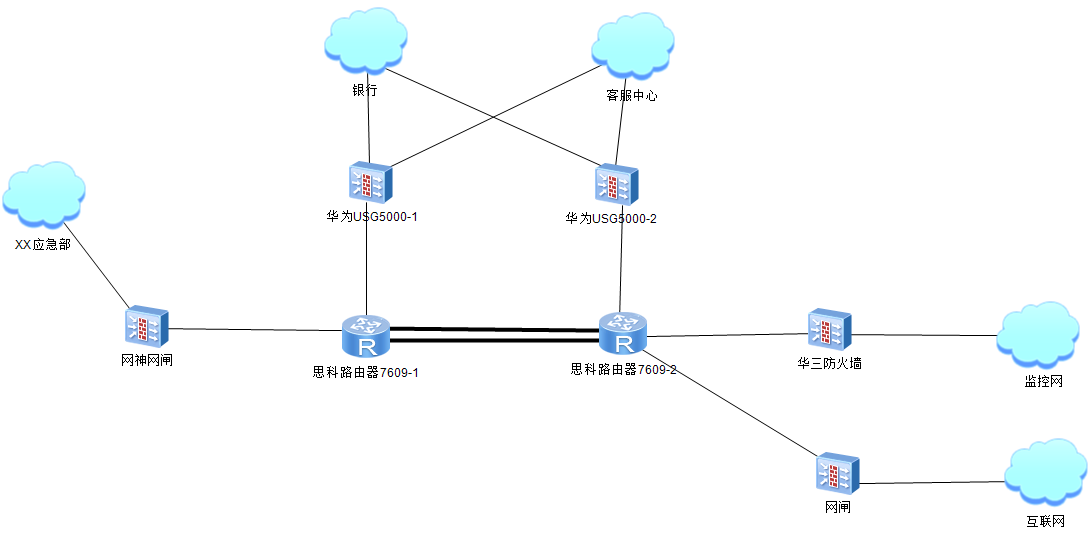 银行
客服中心
华为USG5000-1
华为USG5000-2
XX应急部
网神网闸
思科路由器7609-1
思科路由器7609-2
华三防火墙
监控网
网闸
互联网
R
R